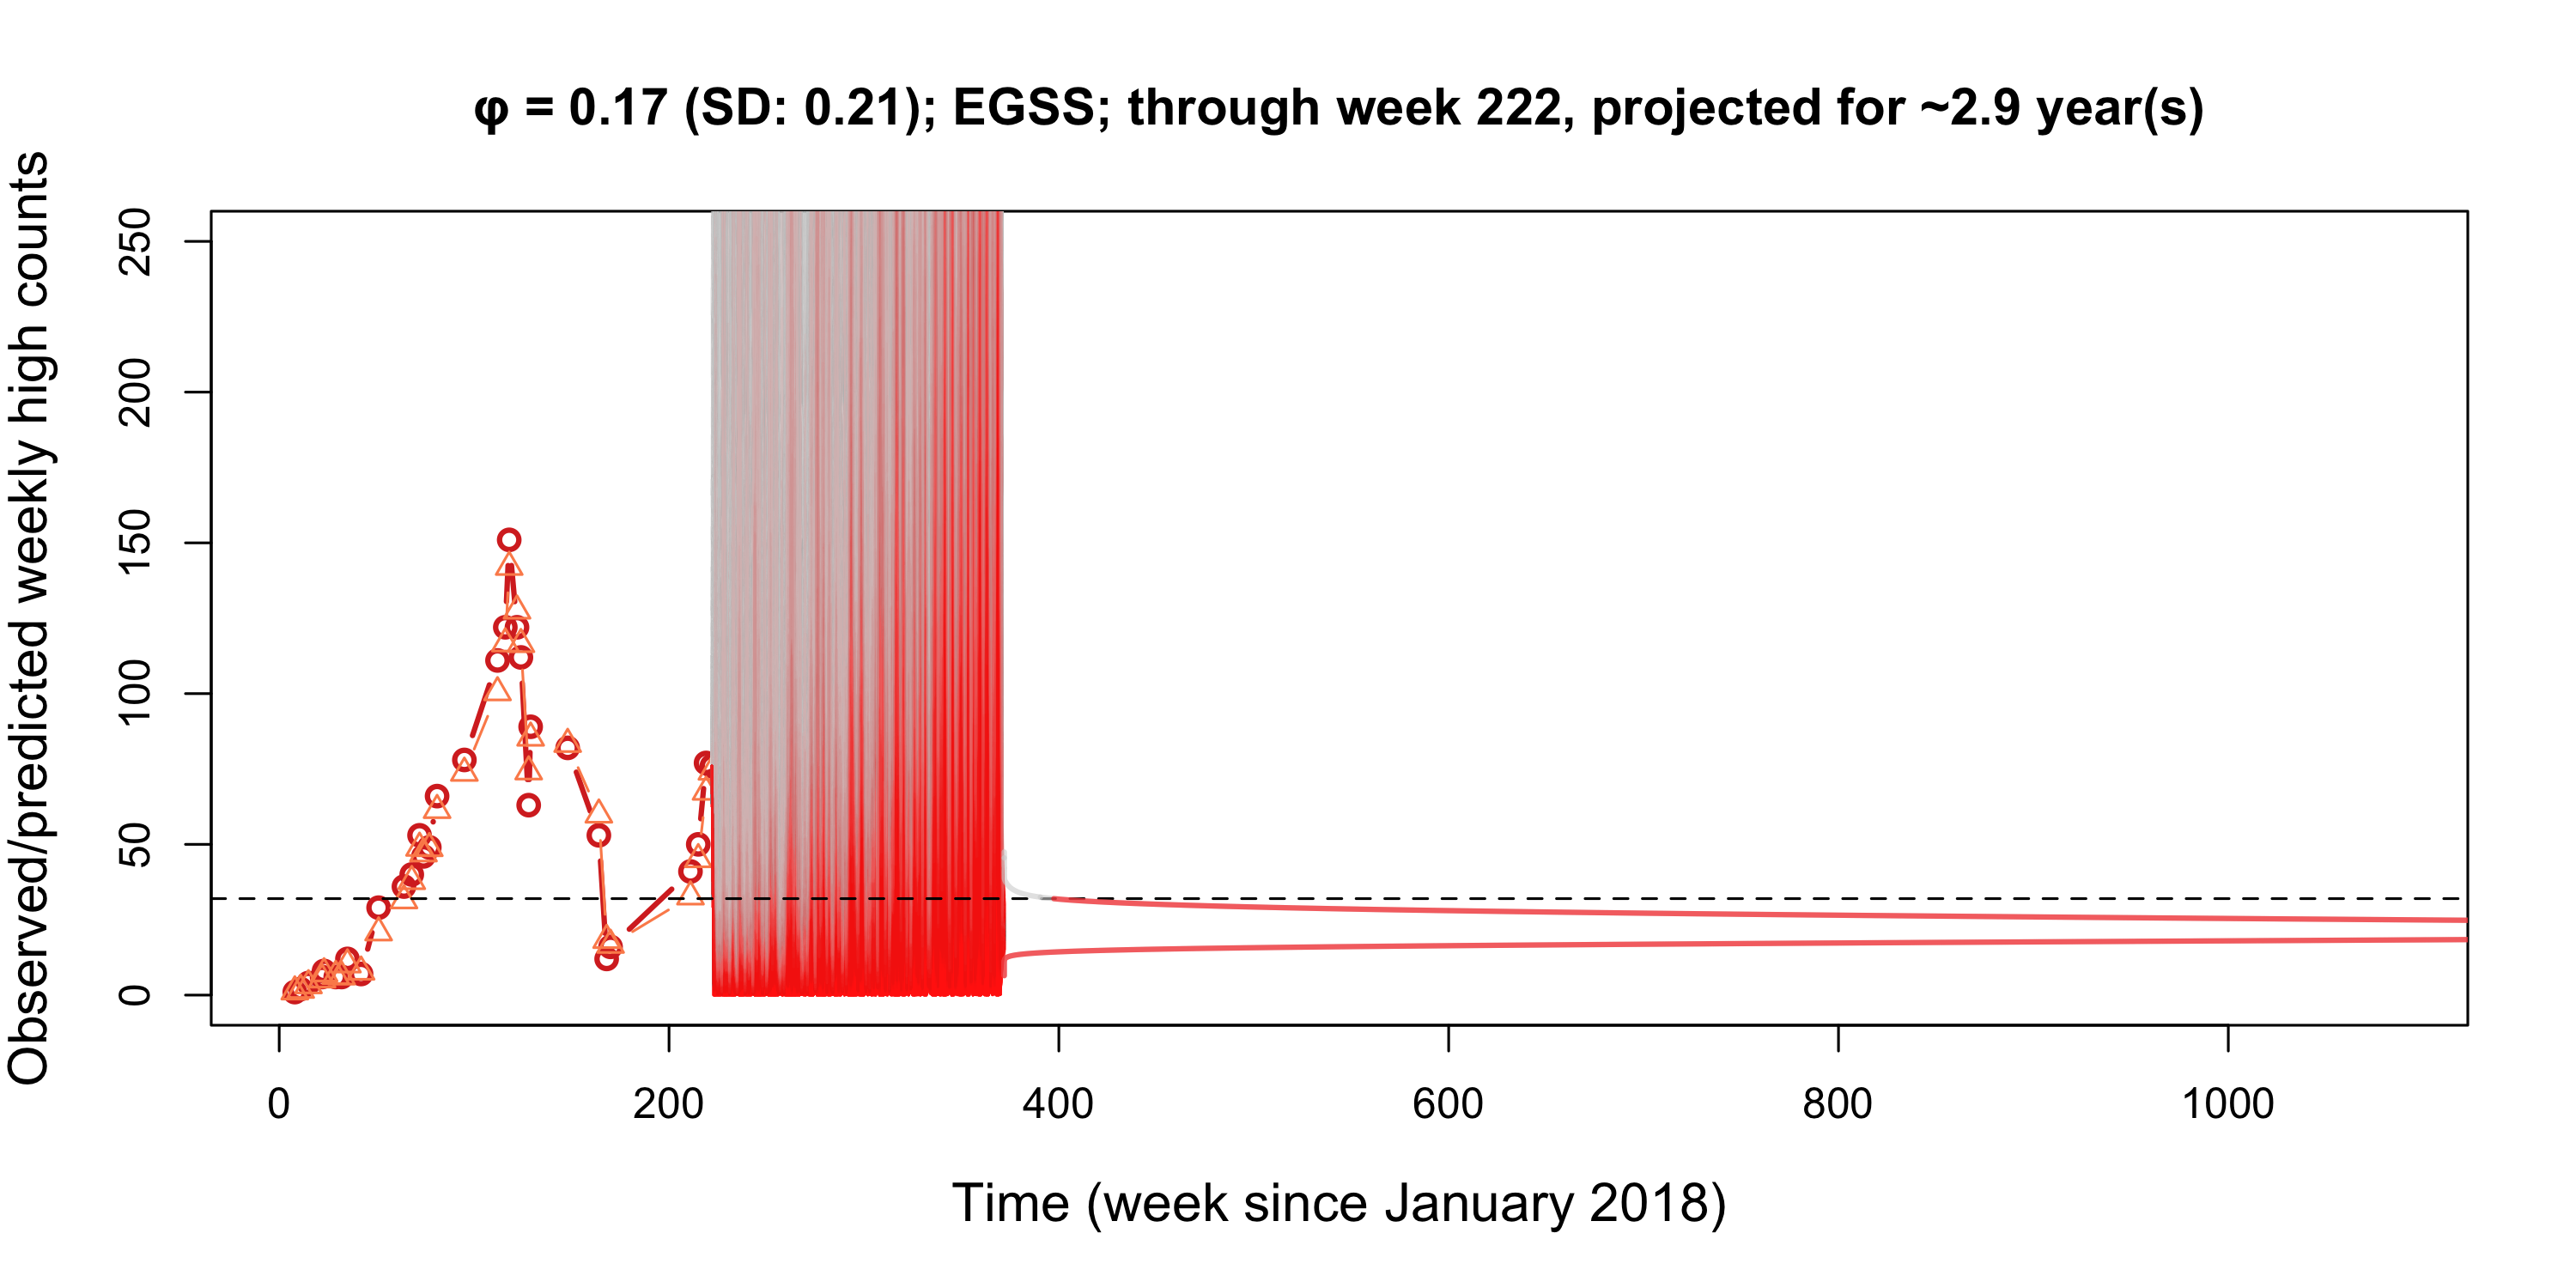 φ = 0.17 (SD: 0.21); EGSS; through week 222, projected for ~2.9 year(s)
Observed/predicted weekly high counts
250
200
150
100
50
0
0 200 400 600 800 1000
Time (week since January 2018)